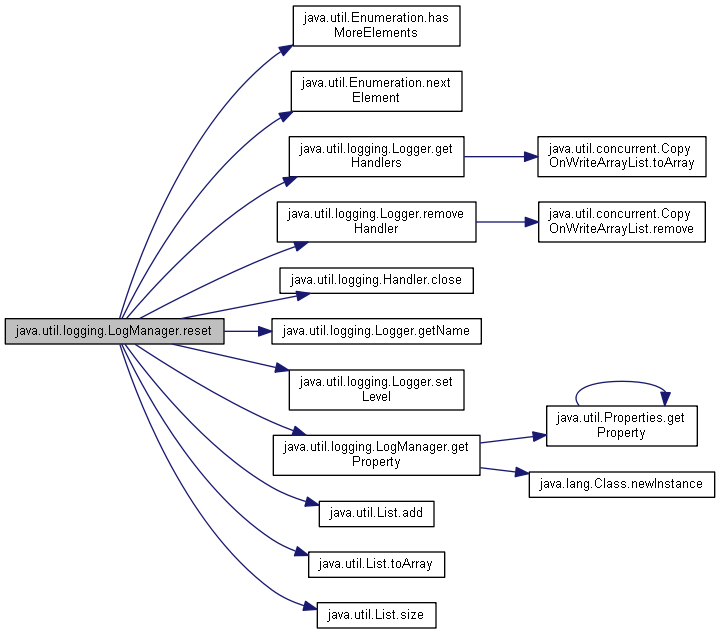 java.util.Enumeration.has
MoreElements
java.util.Enumeration.next
Element
java.util.logging.Logger.get
Handlers
java.util.concurrent.Copy
OnWriteArrayList.toArray
java.util.logging.Logger.remove
Handler
java.util.concurrent.Copy
OnWriteArrayList.remove
java.util.logging.Handler.close
java.util.logging.LogManager.reset
java.util.logging.Logger.getName
java.util.logging.Logger.set
Level
java.util.logging.LogManager.get
Property
java.util.Properties.get
Property
java.lang.Class.newInstance
java.util.List.add
java.util.List.toArray
java.util.List.size